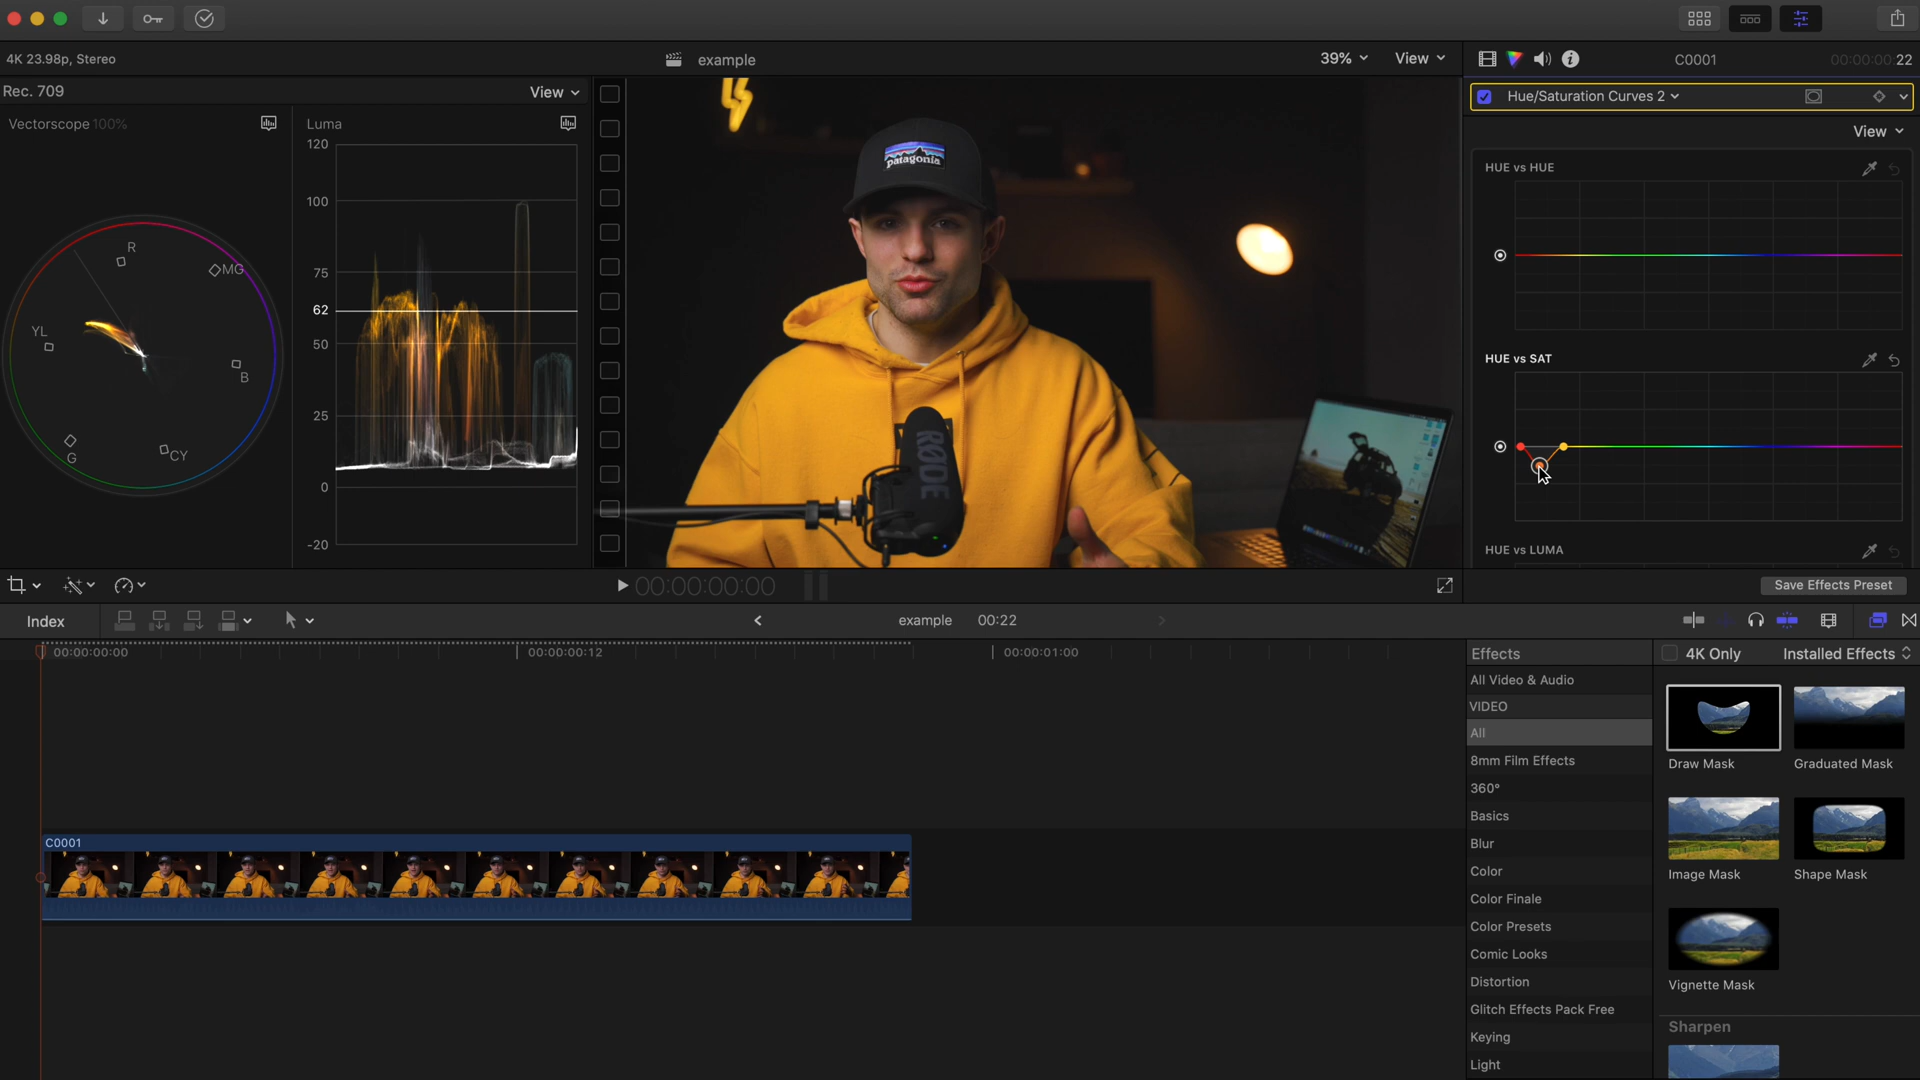 4K 23.98p, Stereo
example
39%
View
C0001
00:00:00:00:22
Rec. 709
View
Hue/Saturation Curves 2
View
Vectorscope 100%
Luma
120
100
75
62
50
25
0
-20
R
MG
B
CY
G
YL
patagonia
RØDE
HUE vs HUE
HUE vs SAT
HUE vs LUMA
00:00:00:00
Save Effects Preset
Index
example
00:22
00:00:00:00
00:00:00:12
00:00:01:00
C0001
Effects
4K Only
Installed Effects
All Video & Audio
VIDEO
All
8mm Film Effects
360°
Basics
Blur
Color
Color Finale
Color Presets
Comic Looks
Distortion
Glitch Effects Pack Free
Keying
Light
Draw Mask
Graduated Mask
Image Mask
Shape Mask
Vignette Mask
Sharpen